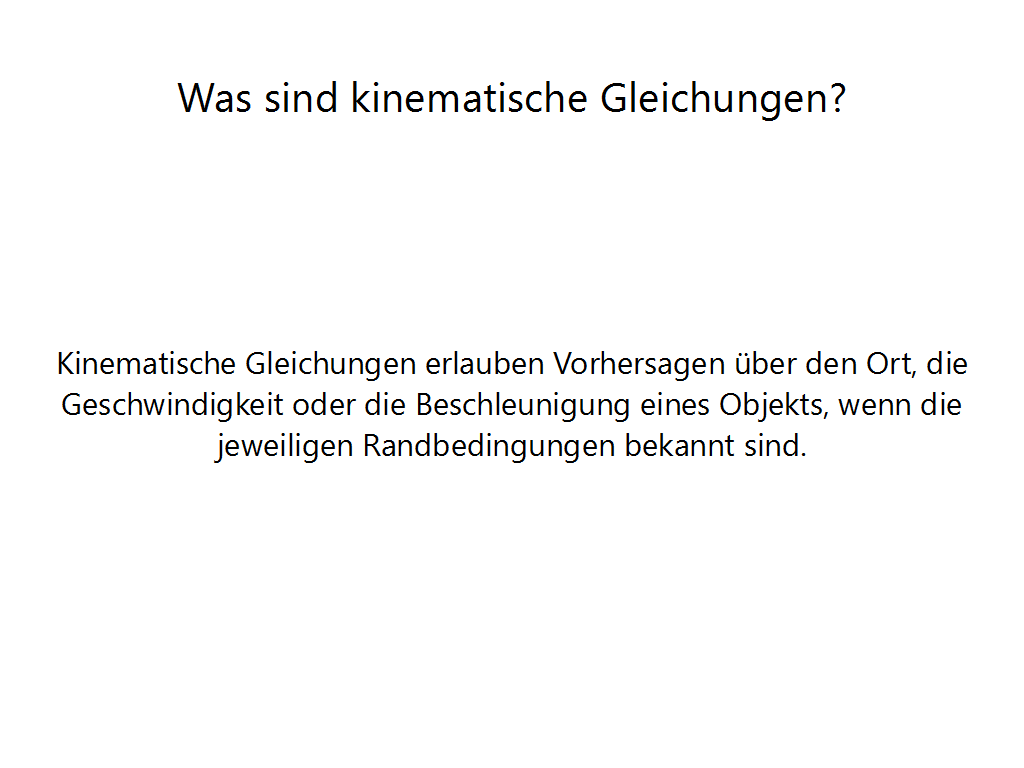 Was sind kinematische Gleichungen?
Kinematische Gleichungen erlauben Vorhersagen über den Ort, die
Geschwindigkeit oder die Beschleunigung eines Objekts, wenn die
jeweiligen Randbedingungen bekannt sind.